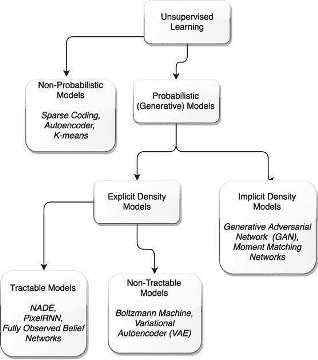 Unsupervised
Learning
Non-Probabilistic
Models
Sparse Coding,
Autoencoder,
K-means
Probabilistic
(Generative) Models
Explicit Density
Models
Implicit Density
Models
Generative Adversarial
Network (GAN),
Moment Matching
Networks
Tractable Models
NADE,
PixelRNN,
Fully Observed Belief
Networks
Non-Tractable
Models
Boltzmann Machine,
Variational
Autoencoder (VAE)